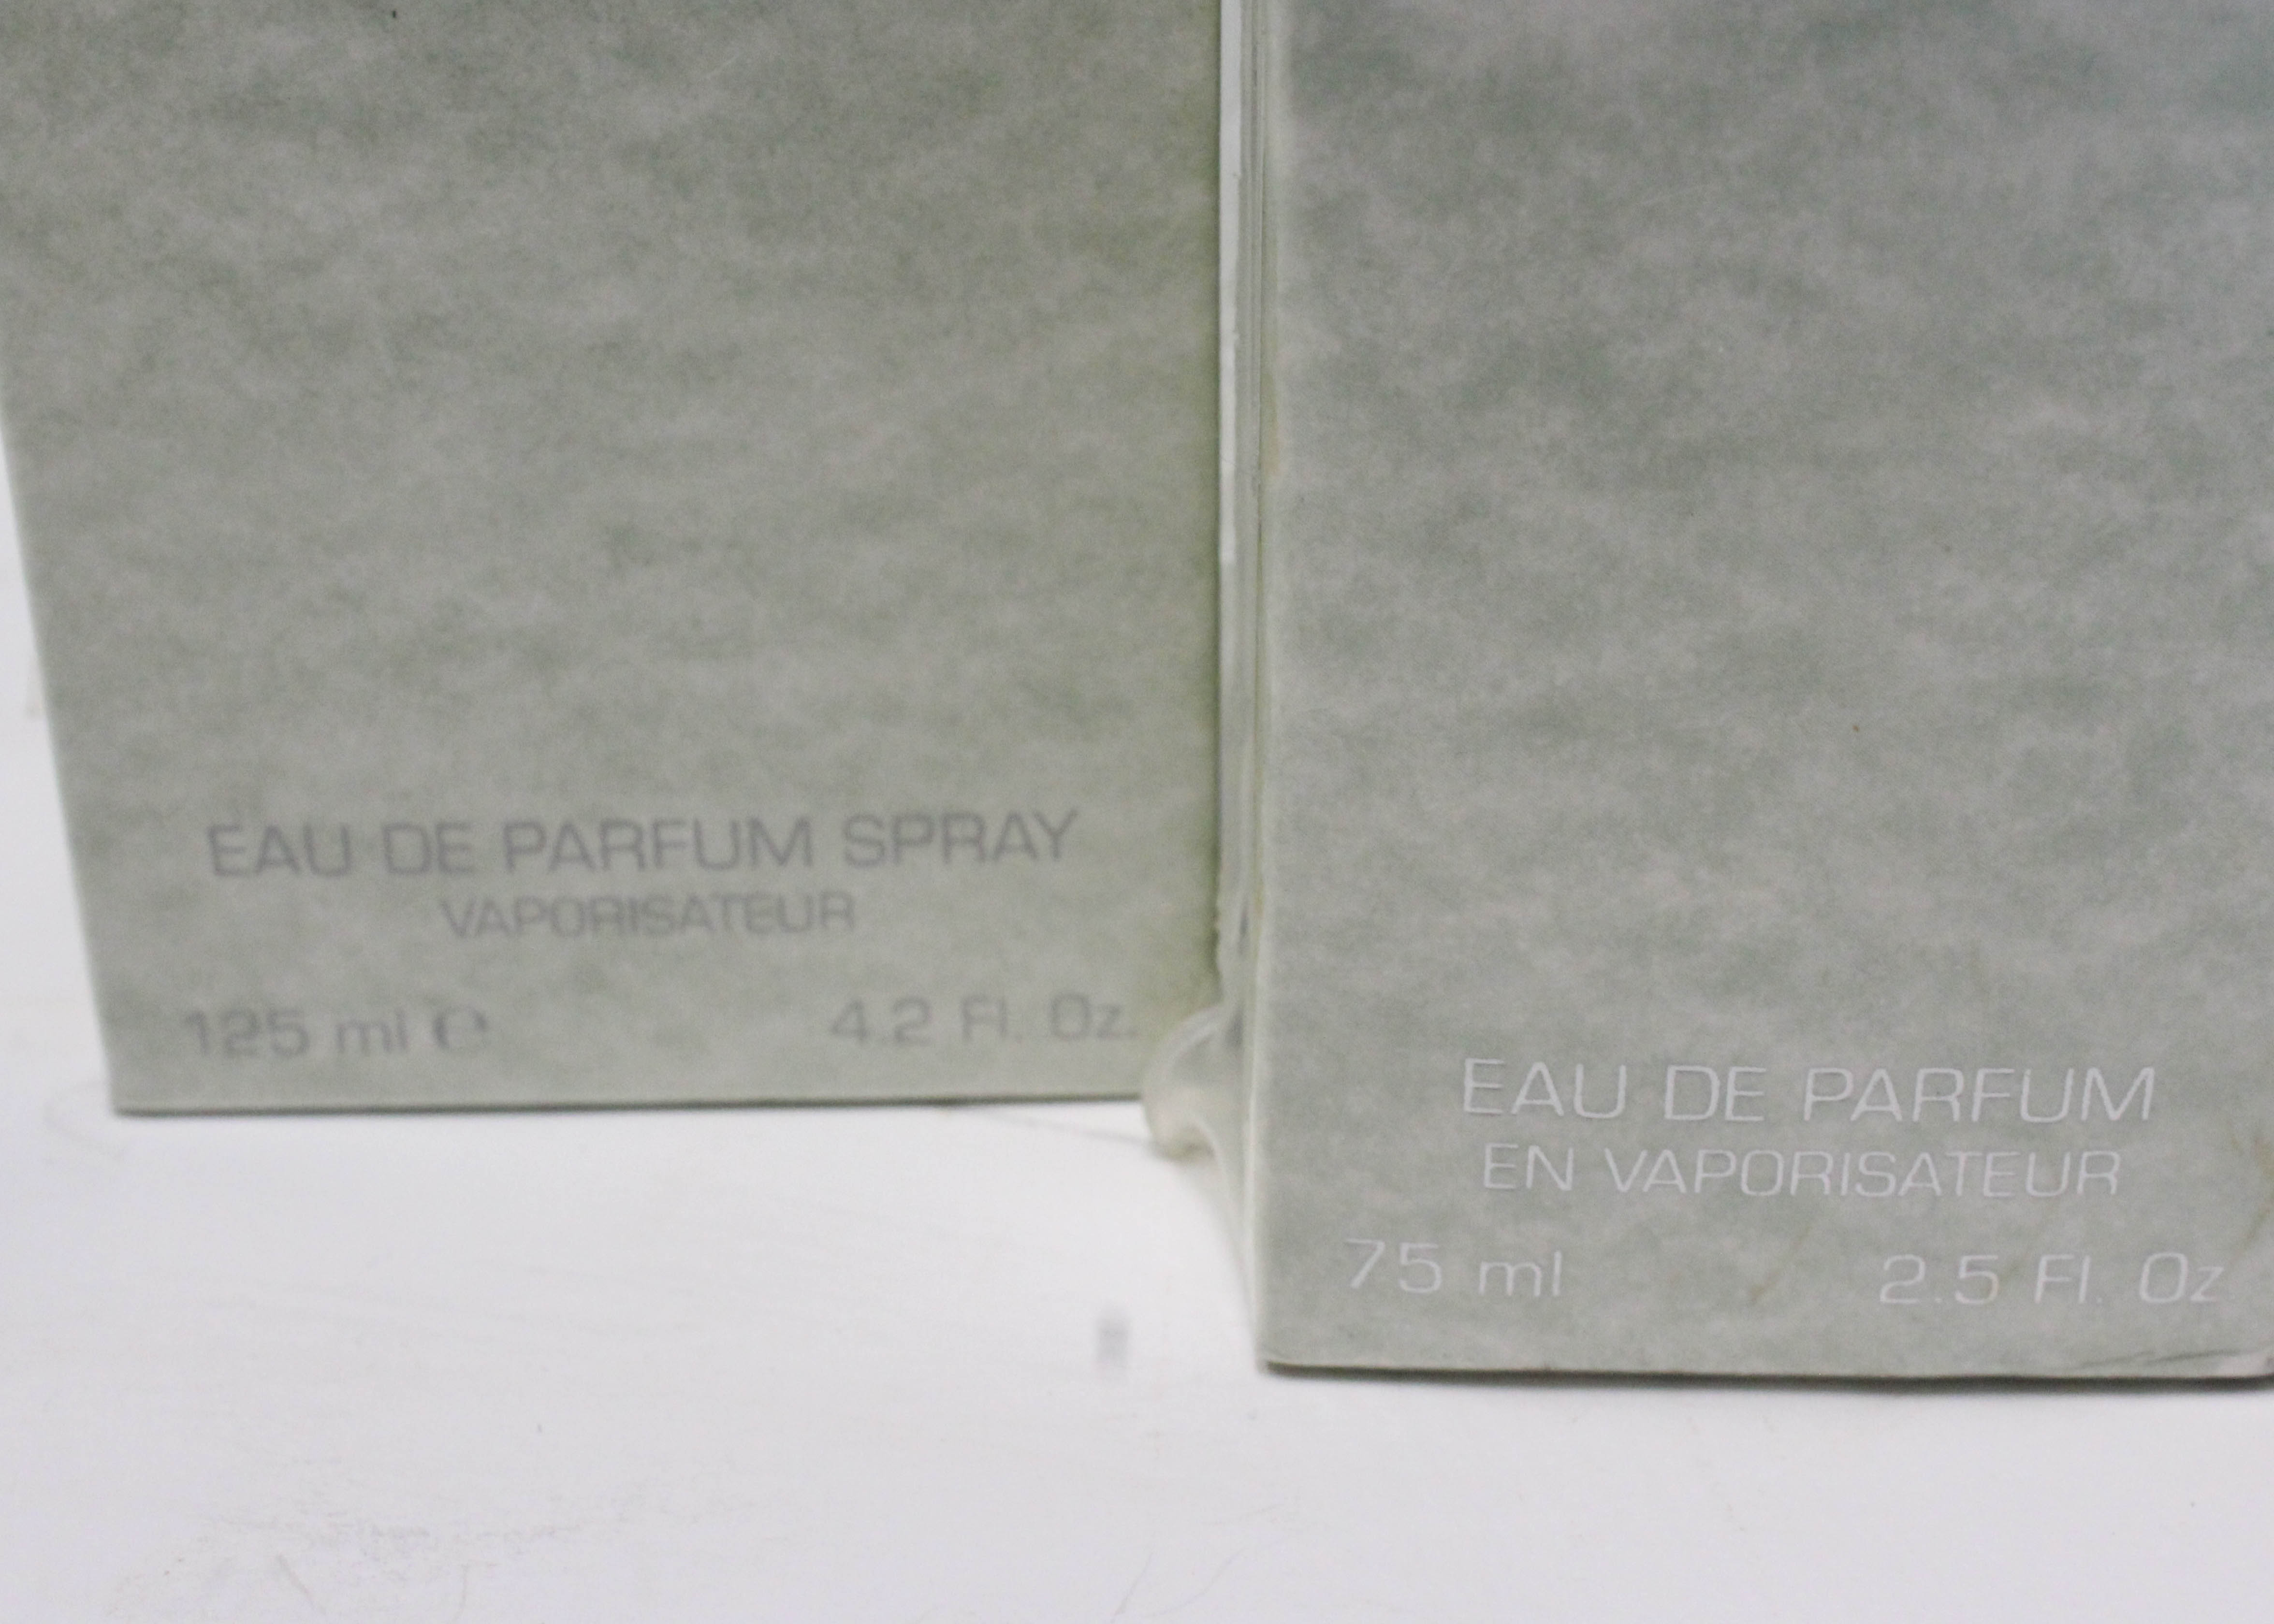 EAU DE PARFUM SPRAY
VAPORISATEUR
125 ml ℮ 4.2 Fl. Oz.
EAU DE PARFUM
EN VAPORISATEUR
75 ml 2.5 Fl. Oz